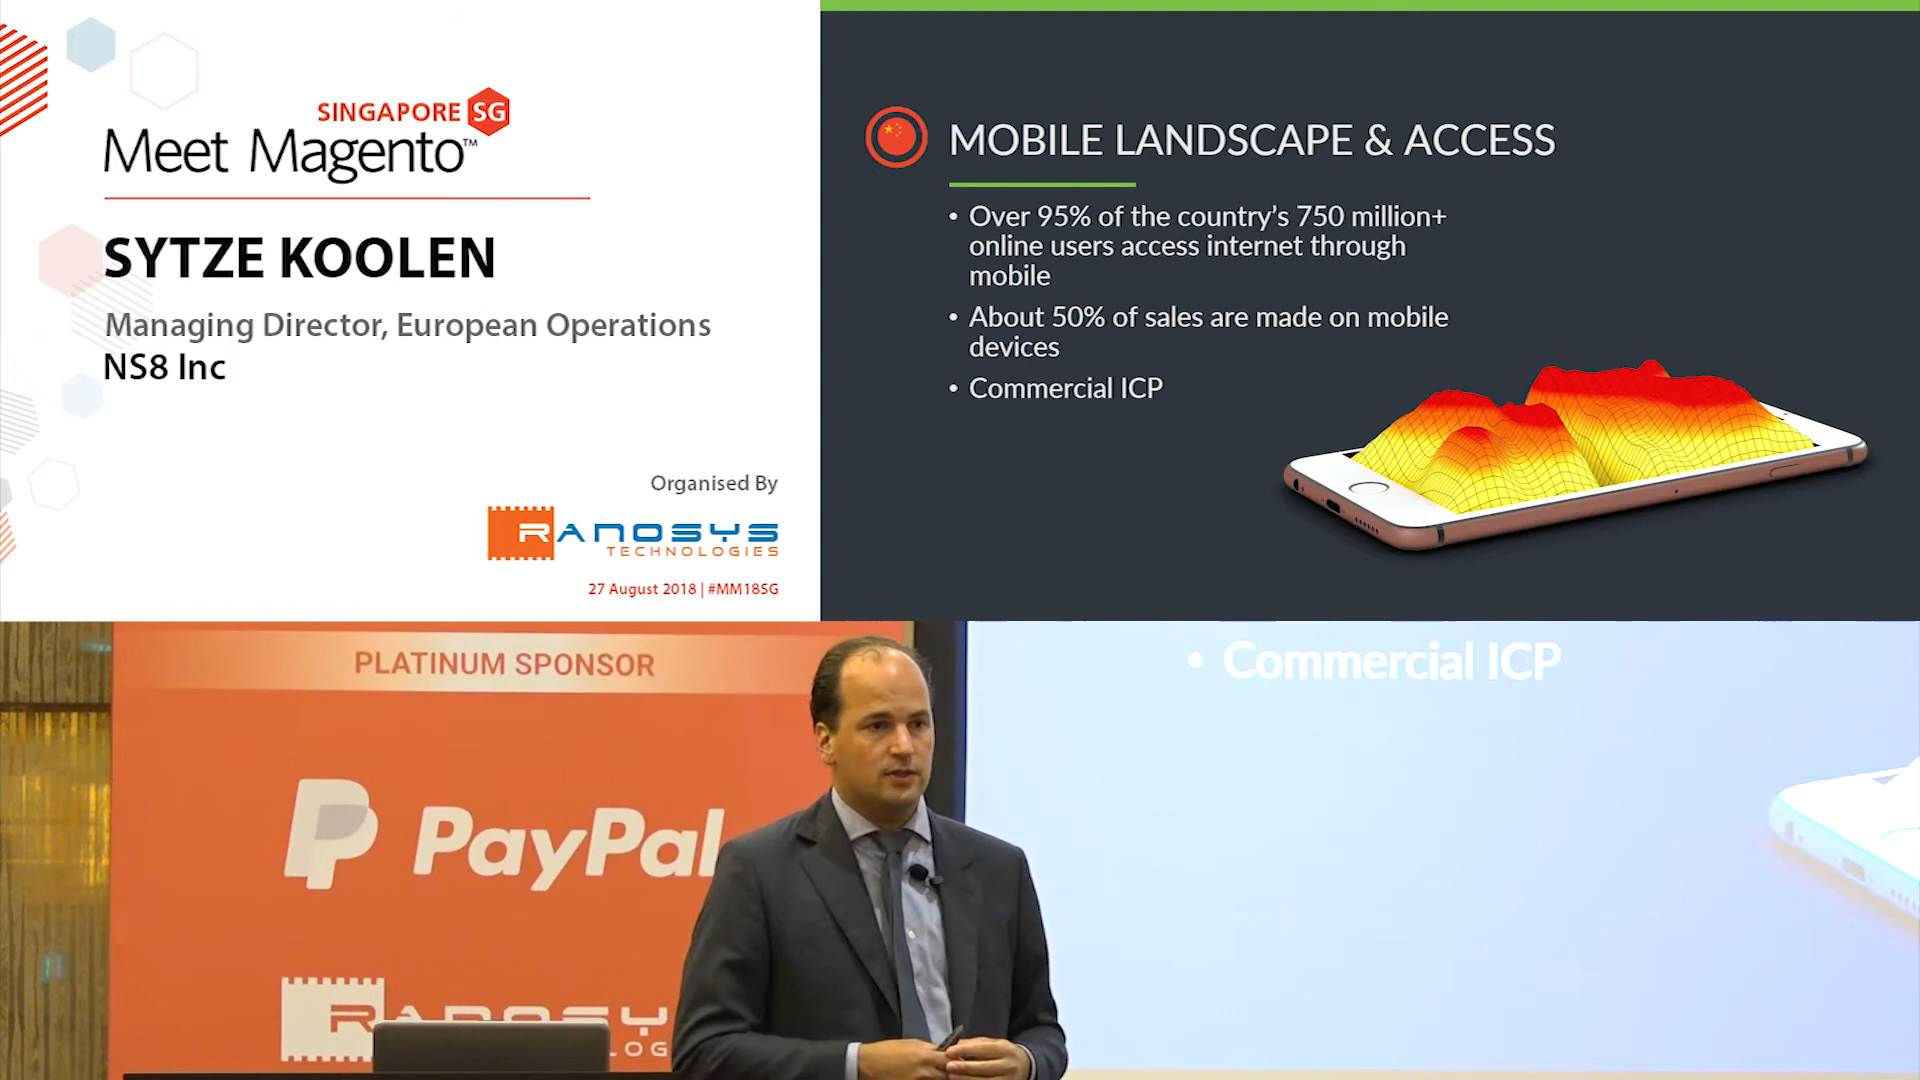 SINGAPORE SG
Meet Magento™
SYTZE KOOLEN
Managing Director, European Operations
NS8 Inc
Organised By
RANOSYS
TECHNOLOGIES
27 August 2018 | #MM18SG
MOBILE LANDSCAPE & ACCESS
• Over 95% of the country’s 750 million+
online users access internet through
mobile
• About 50% of sales are made on mobile
devices
• Commercial ICP
PLATINUM SPONSOR
PayPal
RANOSY
LOG
• Commercial ICP